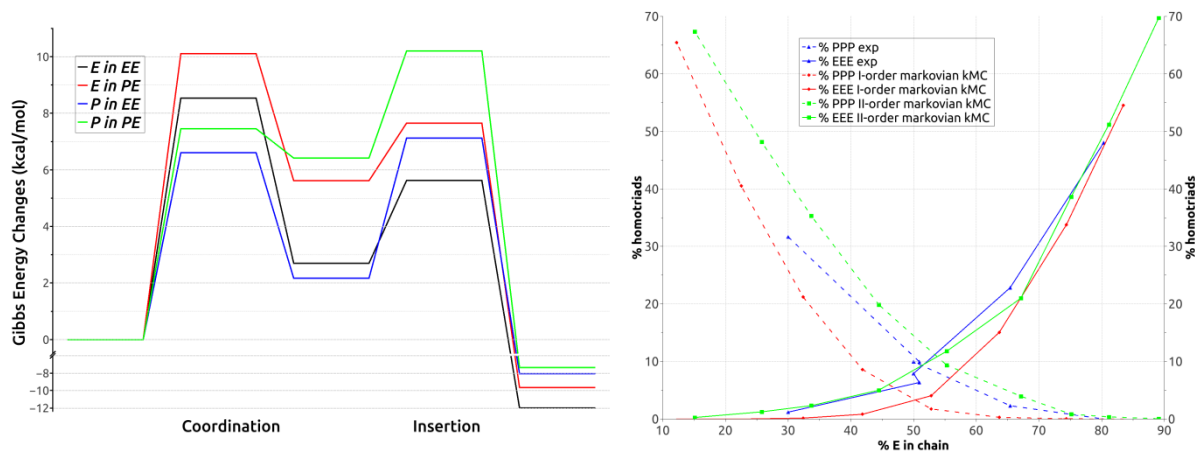 Gibbs Energy Changes (kcal/mol)
10
8
6
4
2
0
−8
−10
−12
E in EE
E in PE
P in EE
P in PE
Coordination
Insertion
% homotriads
70
60
50
40
30
20
10
0
% PPP exp
% EEE exp
% PPP I-order markovian kMC
% EEE I-order markovian kMC
% PPP II-order markovian kMC
% EEE II-order markovian kMC
70
60
50
40
30
20
10
0
% homotriads
10 20 30 40 50 60 70 80 90
% E in chain